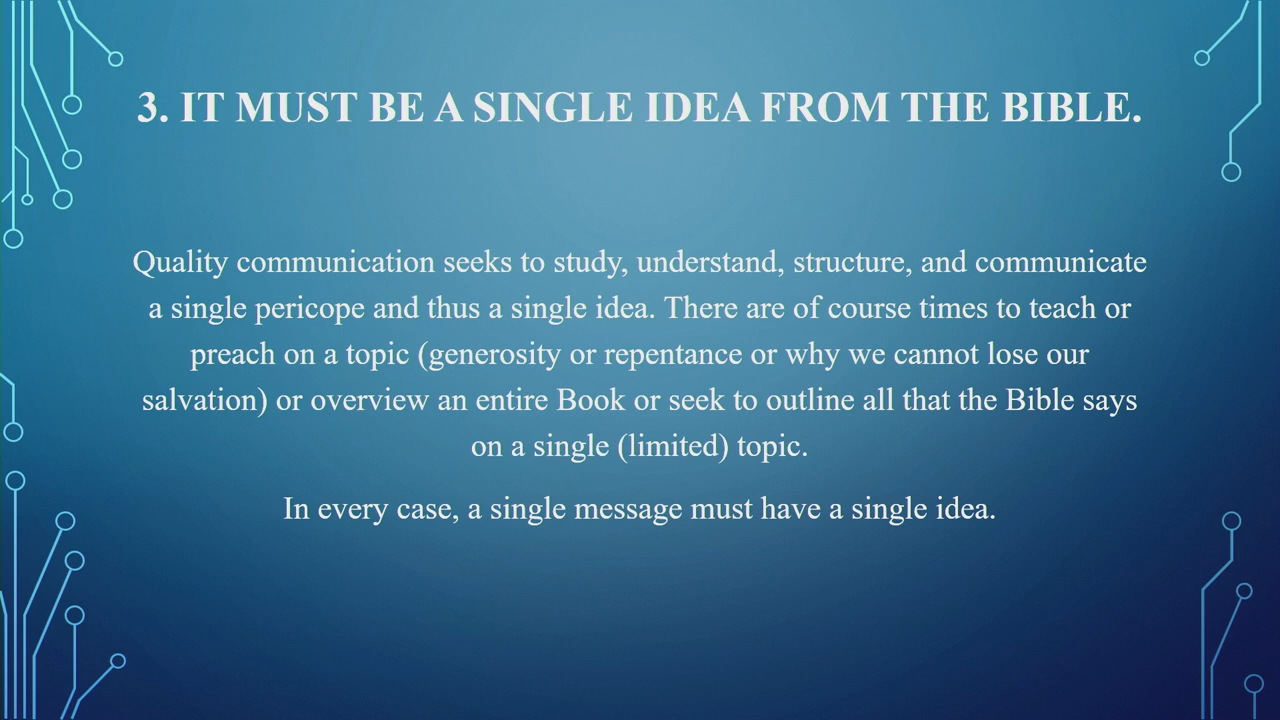 3. IT MUST BE A SINGLE IDEA FROM THE BIBLE.
Quality communication seeks to study, understand, structure, and communicate
a single pericope and thus a single idea. There are of course times to teach or
preach on a topic (generosity or repentance or why we cannot lose our
salvation) or overview an entire Book or seek to outline all that the Bible says
on a single (limited) topic.
In every case, a single message must have a single idea.